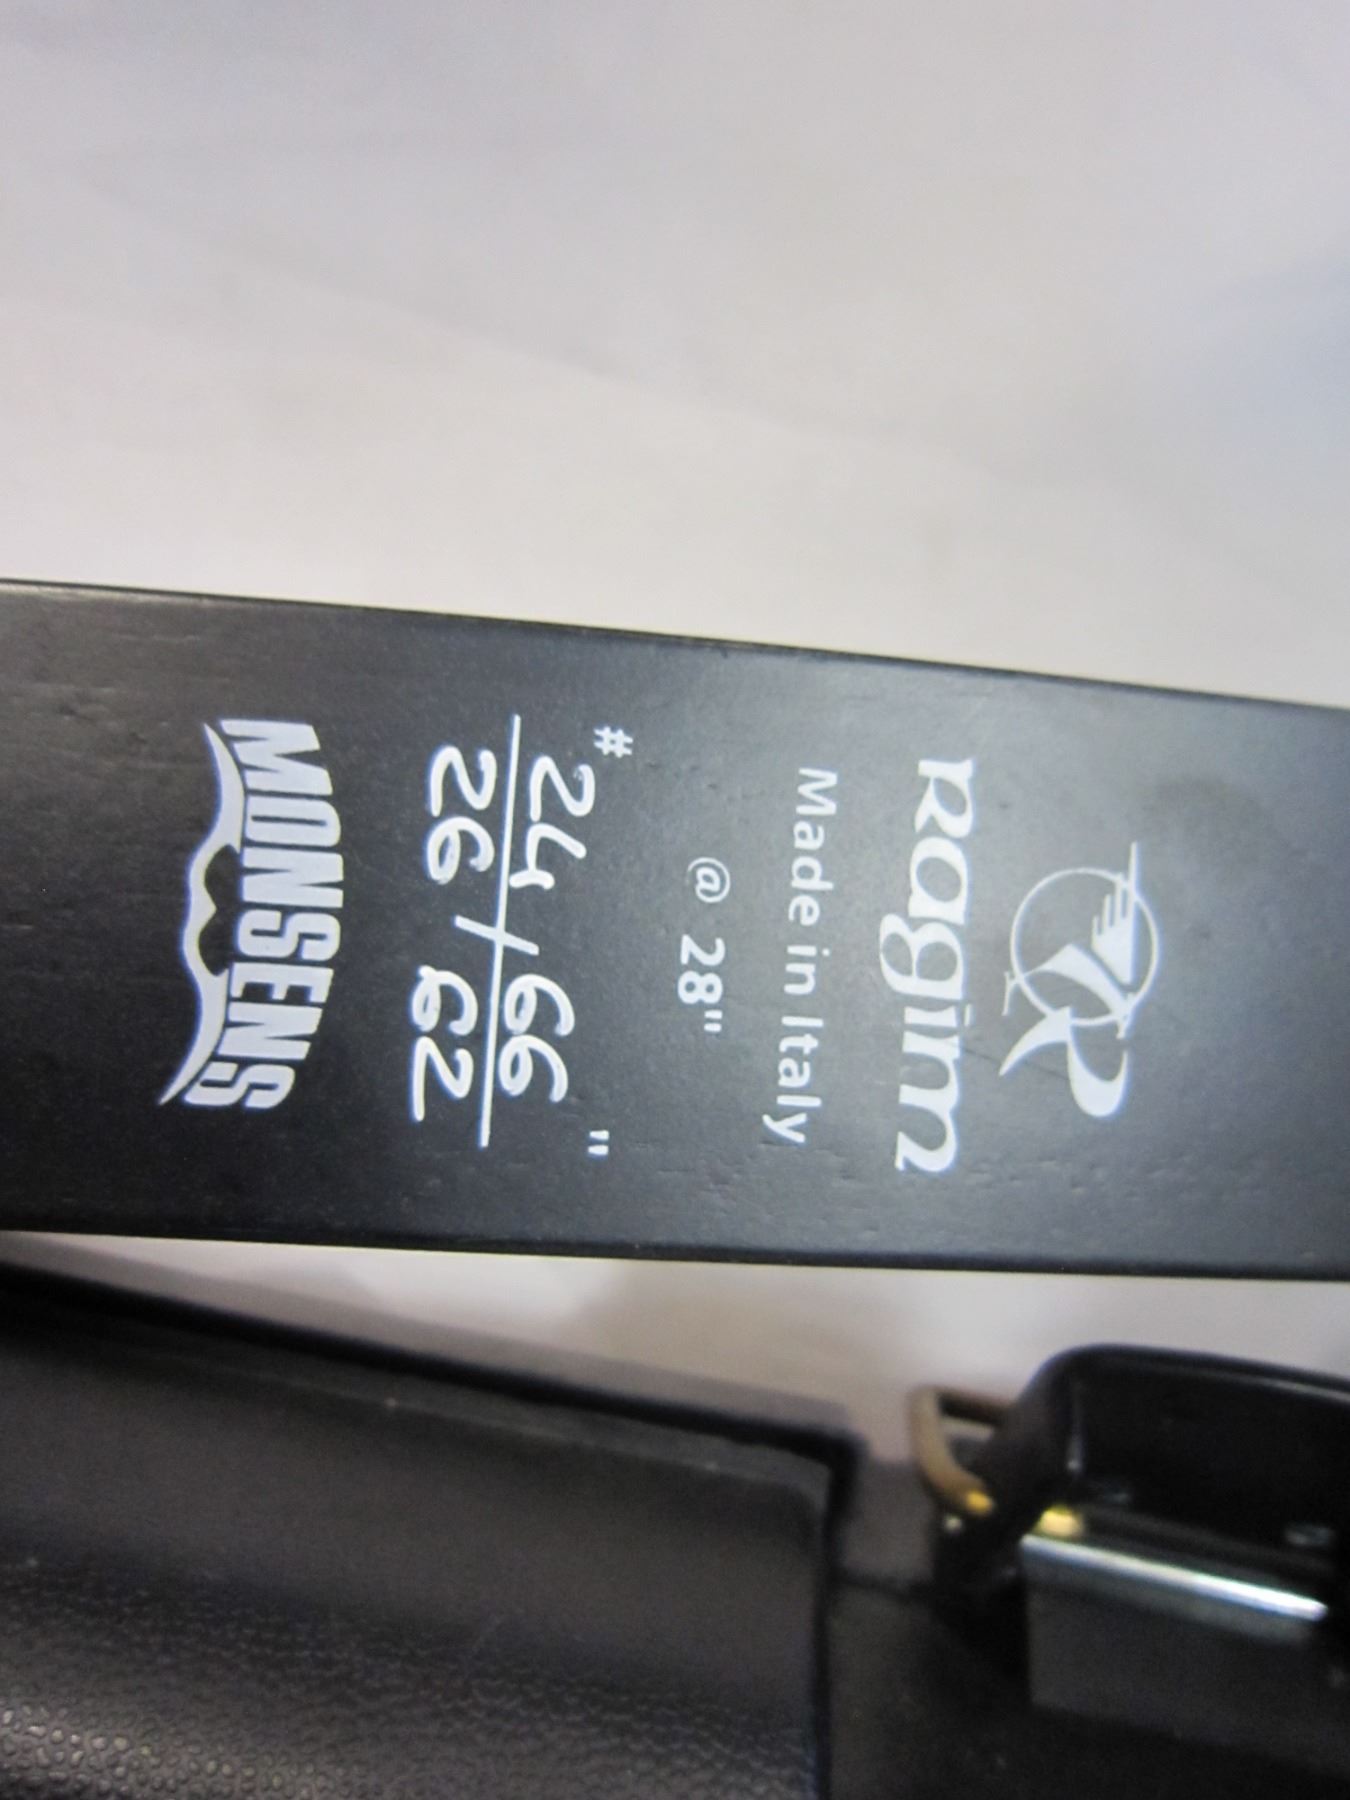 Ragim
Made in Italy
@ 28"
# 24 / 66 "
26 / 62
MONSENS